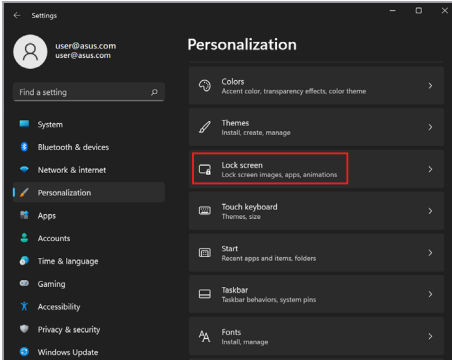 Settings
user@asus.com
user@asus.com
Find a setting
System
Bluetooth & devices
Network & internet
Personalization
Apps
Accounts
Time & language
Gaming
Accessibility
Privacy & security
Windows Update
Personalization
Colors
Accent color, transparency effects, color theme
Themes
Install, create, manage
Lock screen
Lock screen images, apps, animations
Touch keyboard
Themes, size
Start
Recent apps and items, folders
Taskbar
Taskbar behaviors, system pins
Fonts
Install, manage